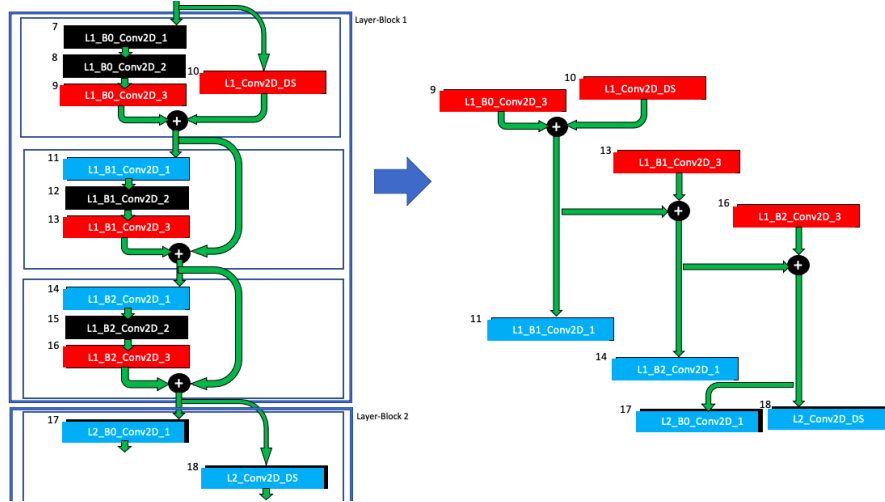 Layer-Block 1
7
L1_B0_Conv2D_1
8
L1_B0_Conv2D_2
9
L1_B0_Conv2D_3
10
L1_Conv2D_DS
+
11
L1_B1_Conv2D_1
12
L1_B1_Conv2D_2
13
L1_B1_Conv2D_3
+
14
L1_B2_Conv2D_1
15
L1_B2_Conv2D_2
16
L1_B2_Conv2D_3
+
Layer-Block 2
17
L2_B0_Conv2D_1
18
L2_Conv2D_DS
9
L1_B0_Conv2D_3
10
L1_Conv2D_DS
+
13
L1_B1_Conv2D_3
+
16
L1_B2_Conv2D_3
+
11
L1_B1_Conv2D_1
14
L1_B2_Conv2D_1
17
L2_B0_Conv2D_1
18
L2_Conv2D_DS